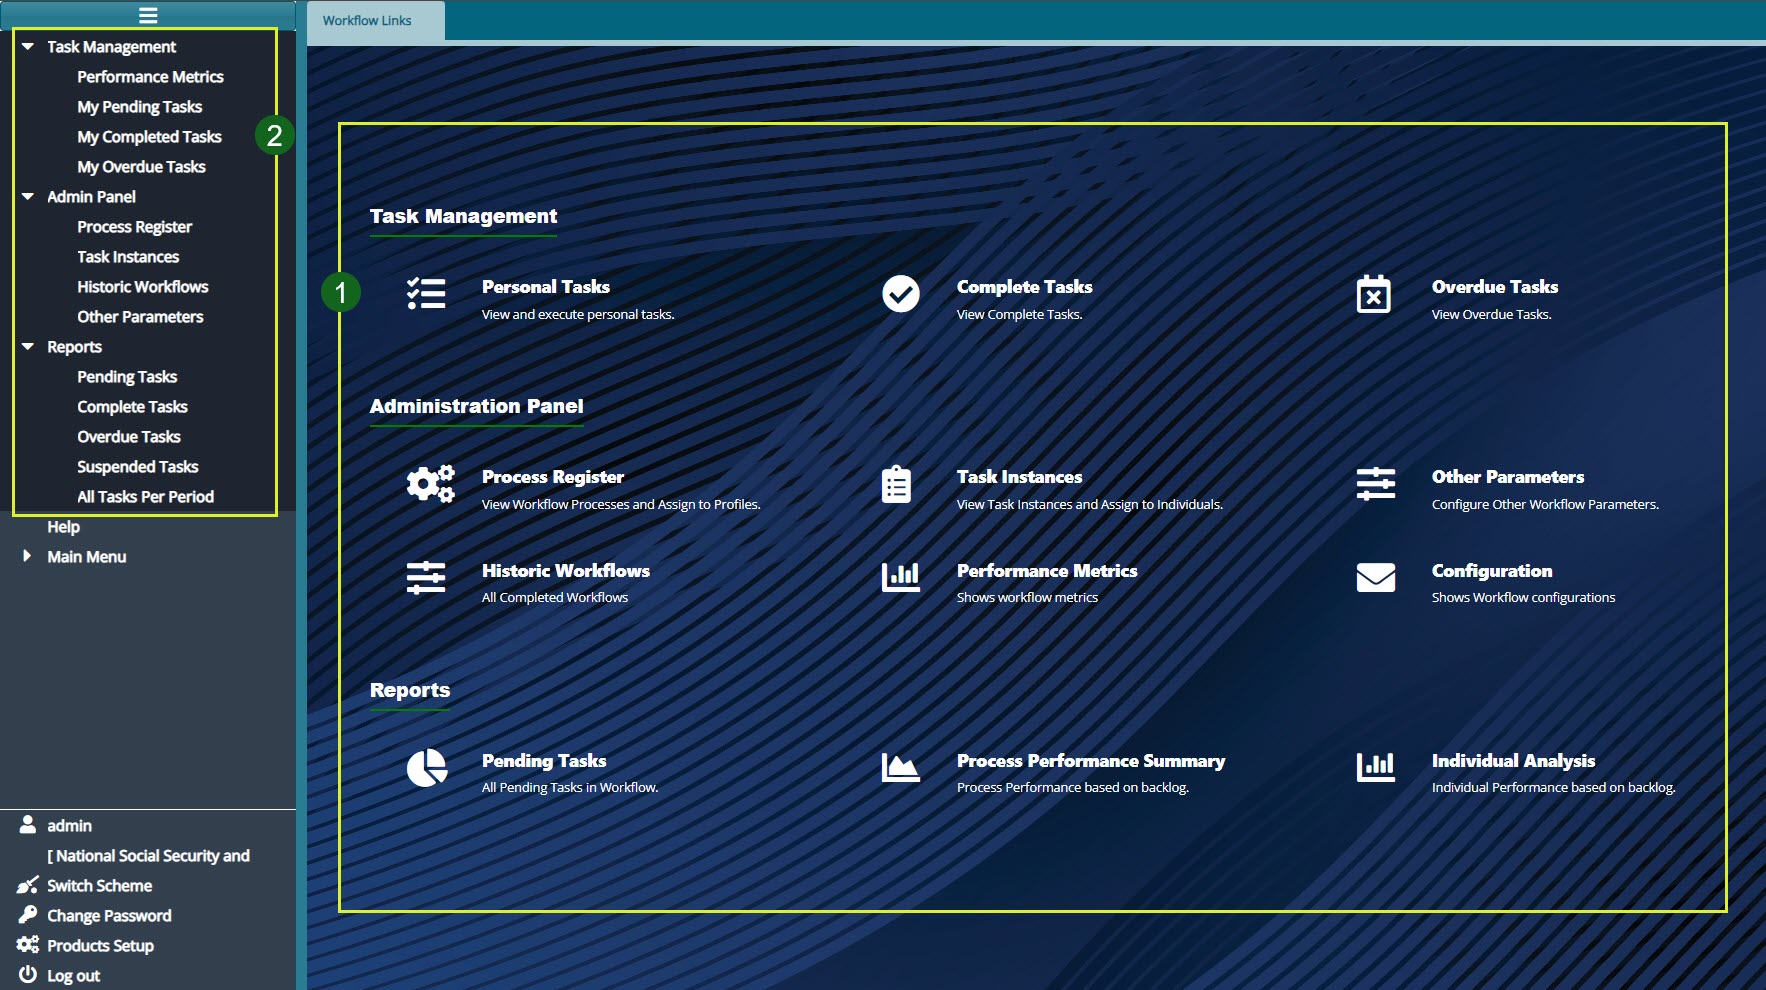 Task Management
Performance Metrics
My Pending Tasks
My Completed Tasks
My Overdue Tasks
Admin Panel
Process Register
Task Instances
Historic Workflows
Other Parameters
Reports
Pending Tasks
Complete Tasks
Overdue Tasks
Suspended Tasks
All Tasks Per Period
Help
Main Menu
2
admin
[ National Social Security and
Switch Scheme
Change Password
Products Setup
Log out
Workflow Links
1
Task Management
Personal Tasks
View and execute personal tasks.
Complete Tasks
View Complete Tasks.
Overdue Tasks
View Overdue Tasks.
Administration Panel
Process Register
View Workflow Processes and Assign to Profiles.
Task Instances
View Task Instances and Assign to Individuals.
Other Parameters
Configure Other Workflow Parameters.
Historic Workflows
All Completed Workflows
Performance Metrics
Shows workflow metrics
Configuration
Shows Workflow configurations
Reports
Pending Tasks
All Pending Tasks in Workflow.
Process Performance Summary
Process Performance based on backlog.
Individual Analysis
Individual Performance based on backlog.